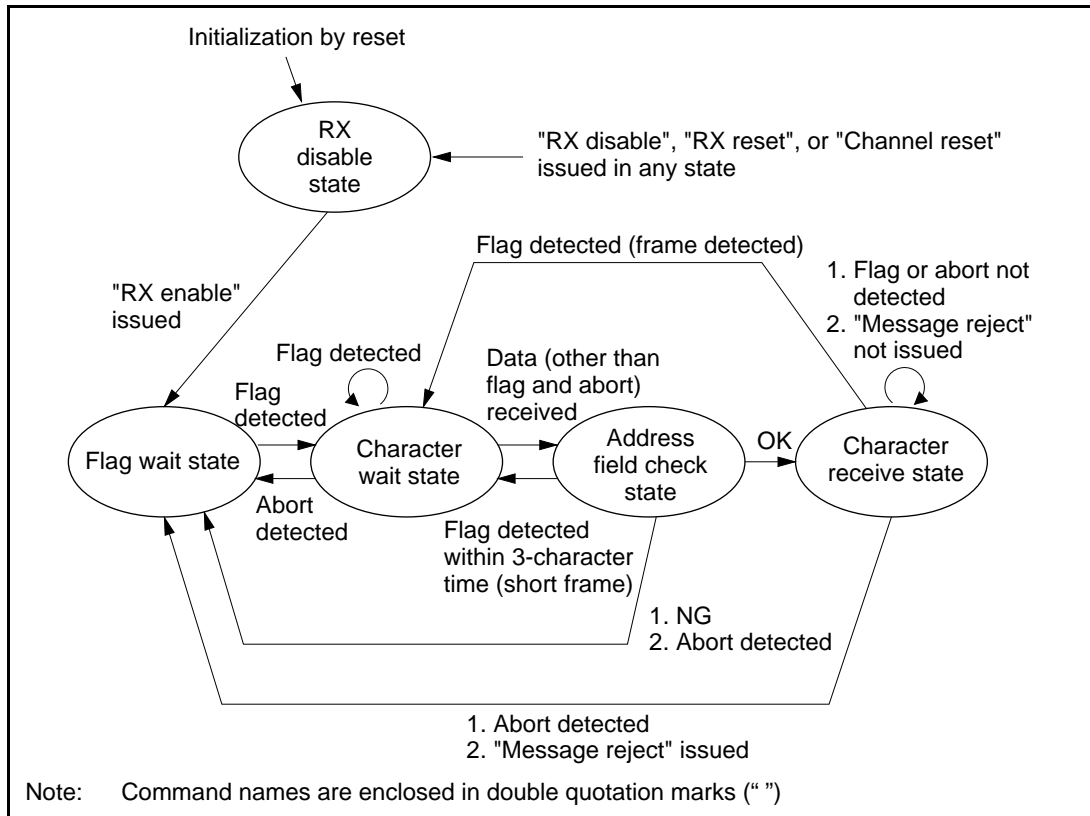 Initialization by reset
RX
disable
state
"RX disable", "RX reset", or "Channel reset"
issued in any state
"RX enable"
issued
Flag detected (frame detected)
1. Flag or abort not
detected
2. "Message reject"
not issued
Flag detected
Data (other than
flag and abort)
received
Flag
detected
Flag wait state
Character
wait state
Address
field check
state
OK
Character
receive state
Abort
detected
Flag detected
within 3-character
time (short frame)
1. NG
2. Abort detected
1. Abort detected
2. "Message reject" issued
Note: Command names are enclosed in double quotation marks (“ ”)